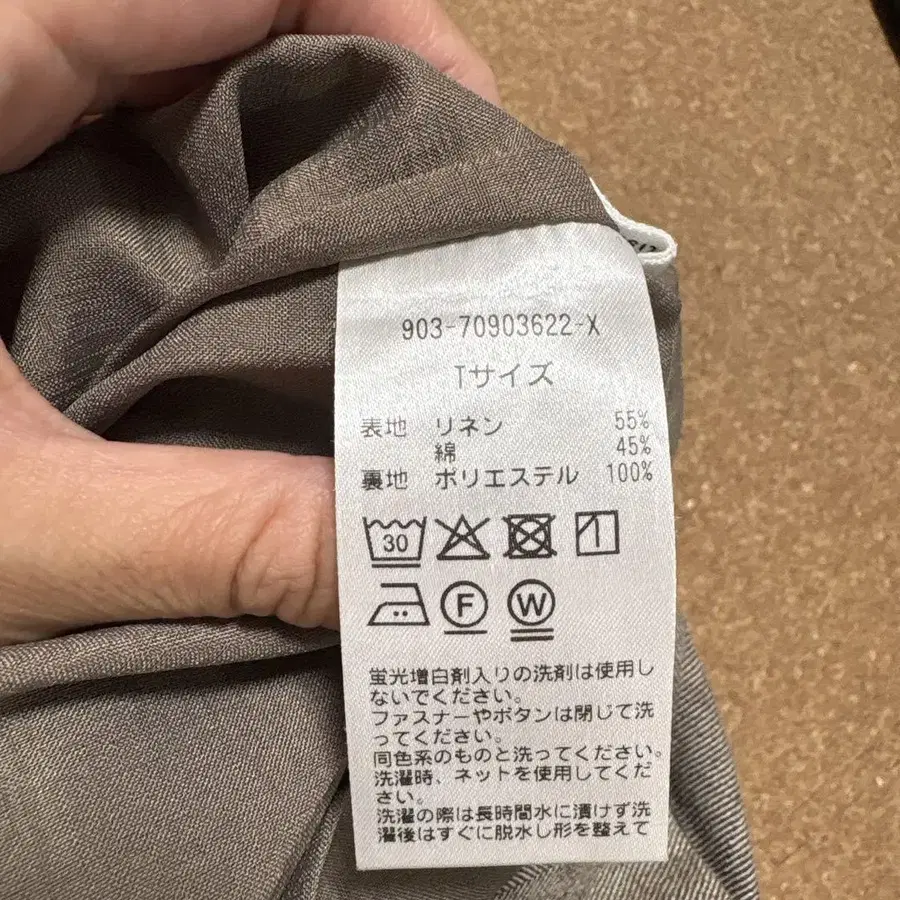 903-70903622-X
Tサイズ
表地 リネン 55%
綿 45%
裏地 ポリエステル 100%
30
F W
蛍光増白剤入りの洗剤は使用し
ないでください。
ファスナーやボタンは閉じて洗
ってください。
同色系のものと洗ってください。
洗濯時、ネットを使用してくだ
さい。
洗濯の際は長時間水に漬けず洗
濯後はすぐに脱水し形を整えて